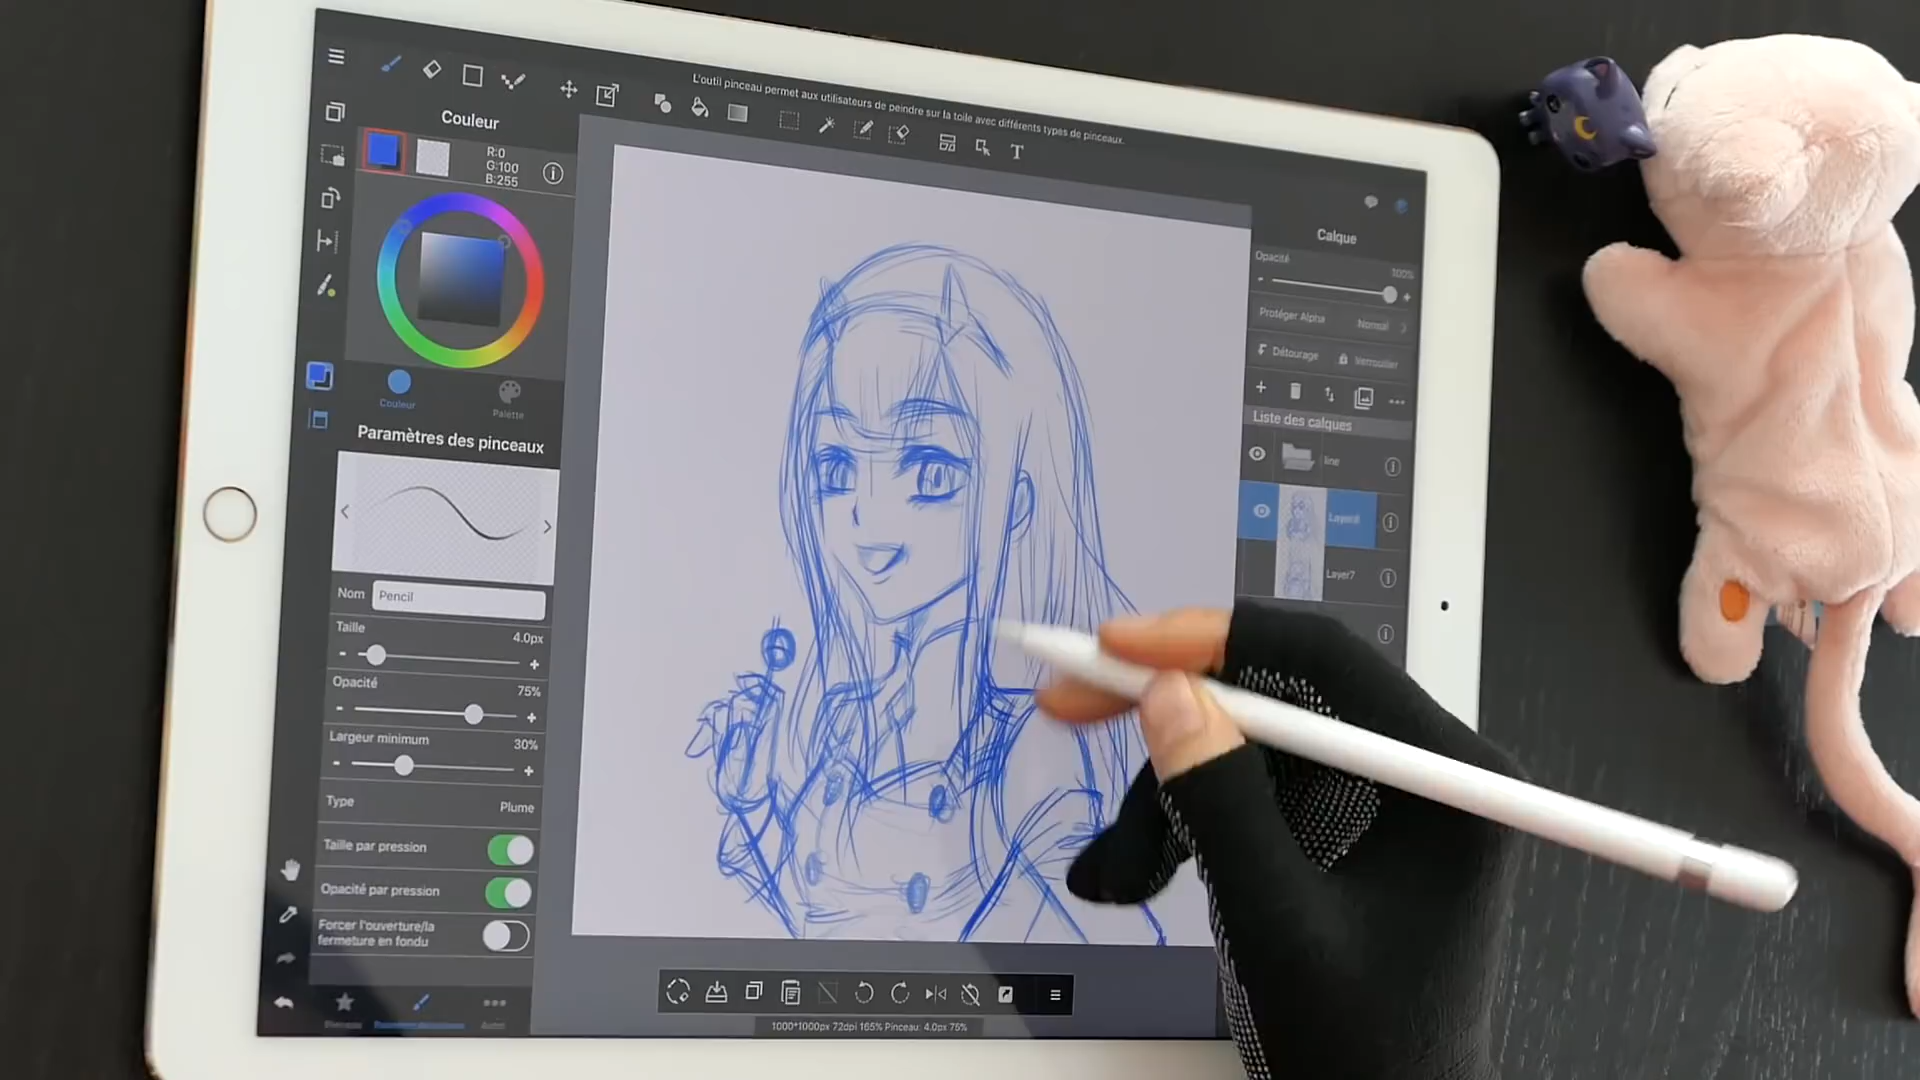 L'outil pinceau permet aux utilisateurs de peindre sur la toile avec différents types de pinceaux.
T
Couleur
R:0
G:100
B:255
Couleur
Palette
Paramètres des pinceaux
Nom
Pencil
Taille
4.0px
Opacité
75%
Largeur minimum
30%
Type
Plume
Taille par pression
Opacité par pression
Forcer l'ouverture/la
fermeture en fondu
1000*1000px 72dpi 165% Pinceau: 4.0px 75%
Calque
Opacité
100%
Protéger Alpha
Normal
Détourage
Verrouiller
Liste des calques
line
Layer8
Layer7